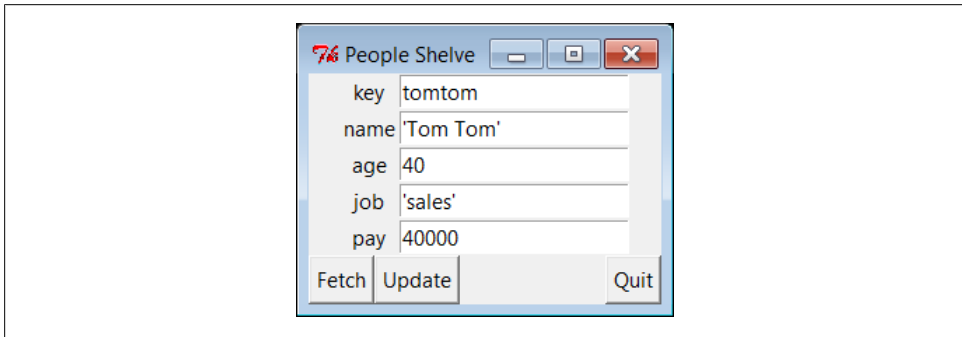 People Shelve
key tomtom
name 'Tom Tom'
age 40
job 'sales'
pay 40000
Fetch Update Quit